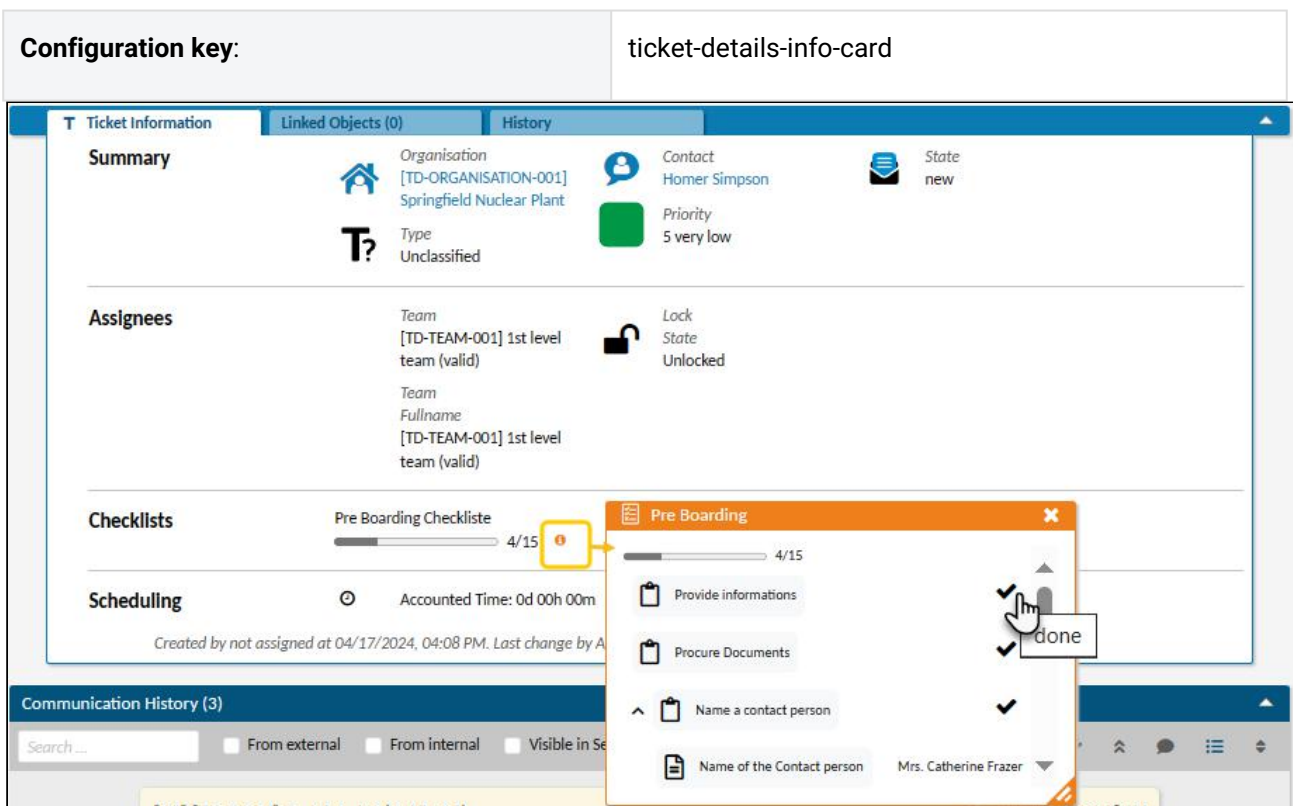 Configuration key: ticket-details-info-card
T Ticket Information Linked Objects (0) History
Summary
Organisation
[TD-ORGANISATION-001]
Springfield Nuclear Plant
Contact
Homer Simpson
State
new
T? Type
Unclassified
Priority
5 very low
Assignees
Team
[TD-TEAM-001] 1st level
team (valid)
Lock
State
Unlocked
Team
Fullname
[TD-TEAM-001] 1st level
team (valid)
Checklists
Pre Boarding Checkliste
4/15
Scheduling
Accounted Time: 0d 00h 00m
Created by not assigned at 04/17/2024, 04:08 PM. Last change by A
Pre Boarding
4/15
Provide informations
done
Procure Documents
Name a contact person
Name of the Contact person Mrs. Catherine Frazer
Communication History (3)
Search ... From external From internal Visible in Se